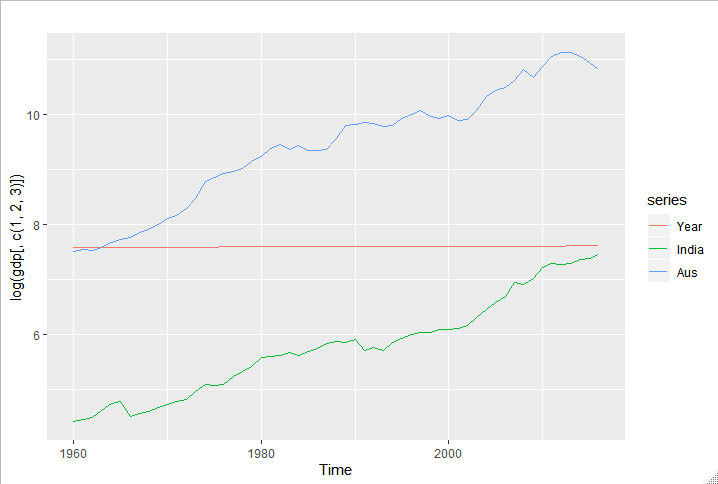 10
8
6
log(gdp[, c(1, 2, 3)])
1960
1980
2000
Time
series
Year
India
Aus